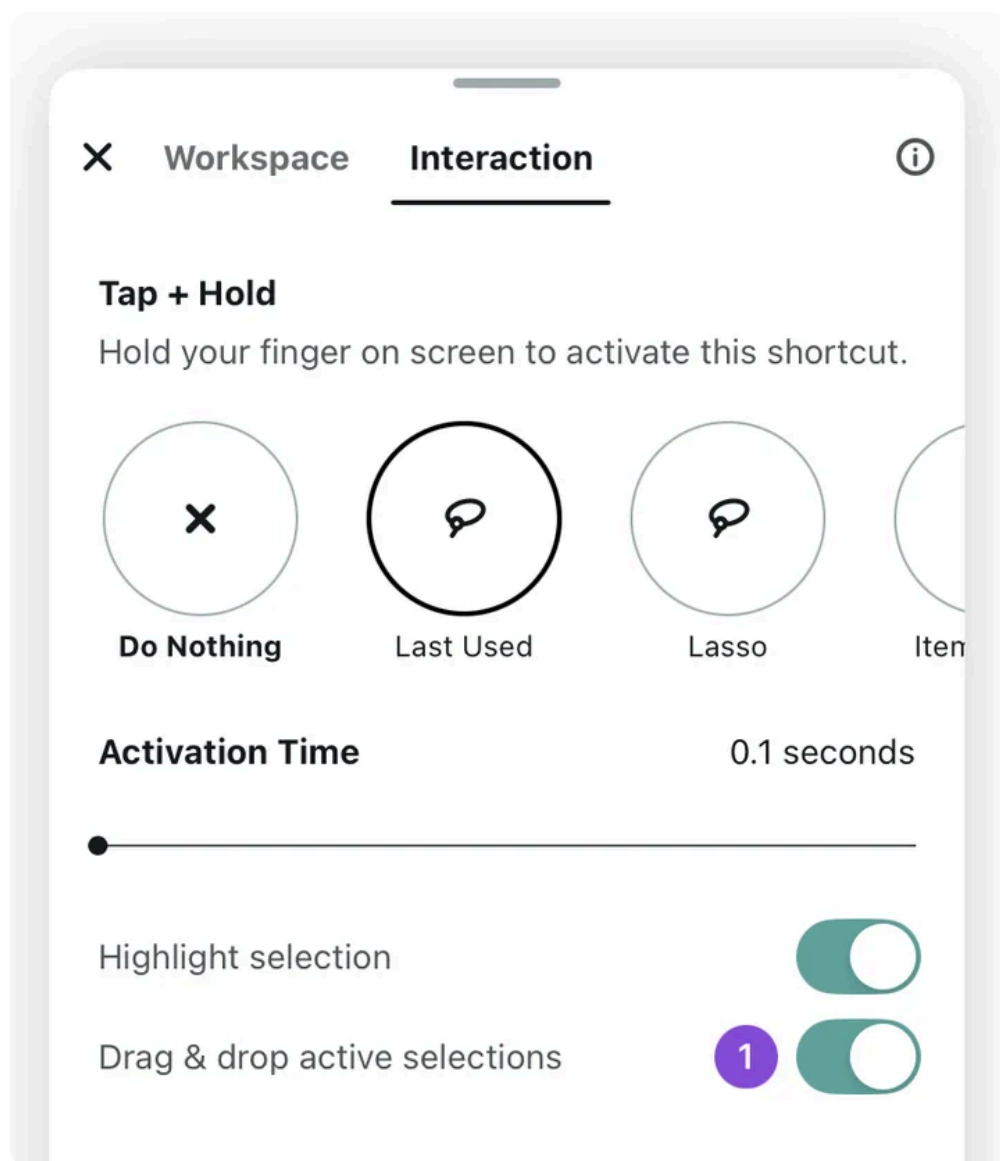 Workspace Interaction
Tap + Hold
Hold your finger on screen to activate this shortcut.
Do Nothing Last Used Lasso Item
Activation Time 0.1 seconds
Highlight selection
Drag & drop active selections 1